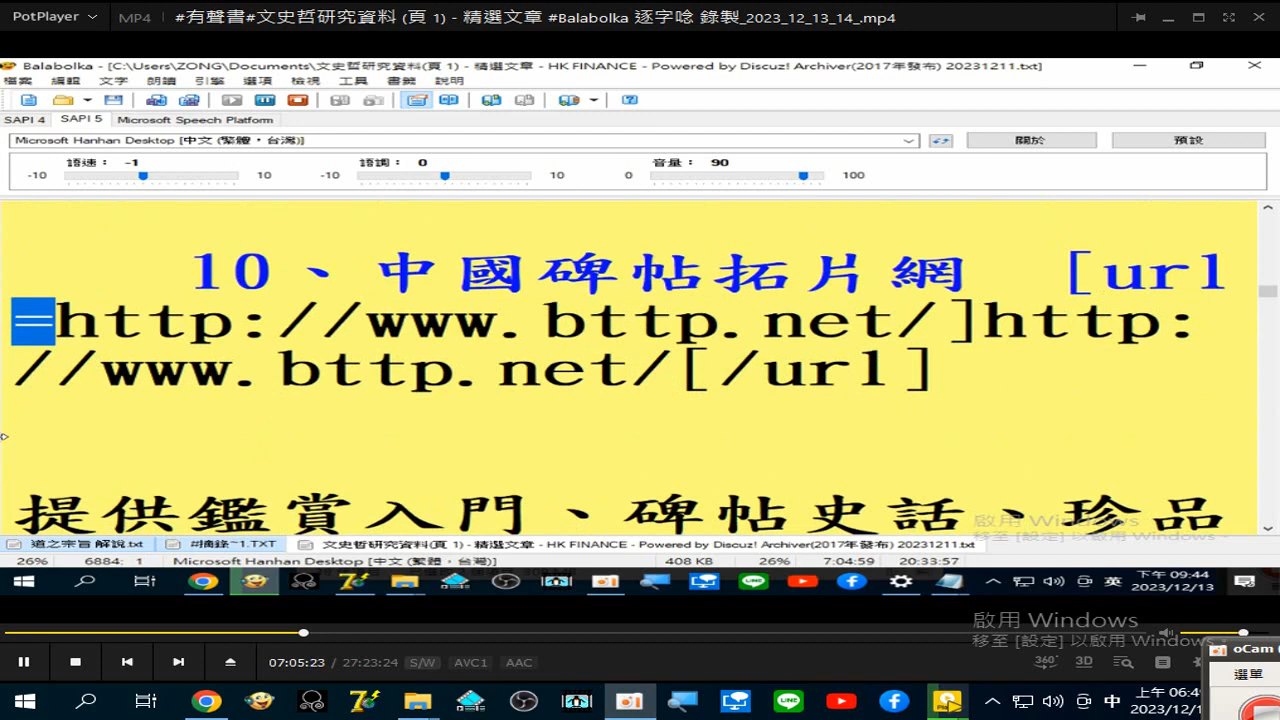 PotPlayer MP4 #有聲書#文史哲研究資料 (頁 1) - 精選文章 #Balabolka 逐字唸 錄製_2023_12_13_14_.mp4
Balabolka - [C:\Users\ZONG\Documents\文史哲研究資料(頁 1) - 精選文章 - HK FINANCE - Powered by Discuz! Archiver(2017年發布) 20231211.txt]
檔案 編輯 文字 朗讀 引擎 選項 檢視 工具 書籤 說明
SAPI 4 SAPI 5 Microsoft Speech Platform
Microsoft Hanhan Desktop [中文 (繁體，台灣)] 關於 預設
語速： -1 語調： 0 音量： 90
-10 10 -10 10 0 100
10、中國碑帖拓片網 [url
=http://www.bttp.net/]http:
//www.bttp.net/[/url]
提供鑑賞入門、碑帖史話、珍品
啟用 Windows
移至 [設定] 以啟用 Windows。
道之宗旨 解說.txt #摘錄~1.TXT 文史哲研究資料(頁 1) - 精選文章 - HK FINANCE - Powered by Discuz! Archiver(2017年發布) 20231211.txt
26% 6884: 1 Microsoft Hanhan Desktop [中文 (繁體，台灣)] 408 KB 26% 7:04:59 20:33:57
英 下午 09:44
2023/12/13
啟用 Windows
移至 [設定] 以啟用 Windows。
07:05:23 / 27:23:24 S/W AVC1 AAC 360° 3D
oCam
選單
中 上午 06:4
2023/12/1